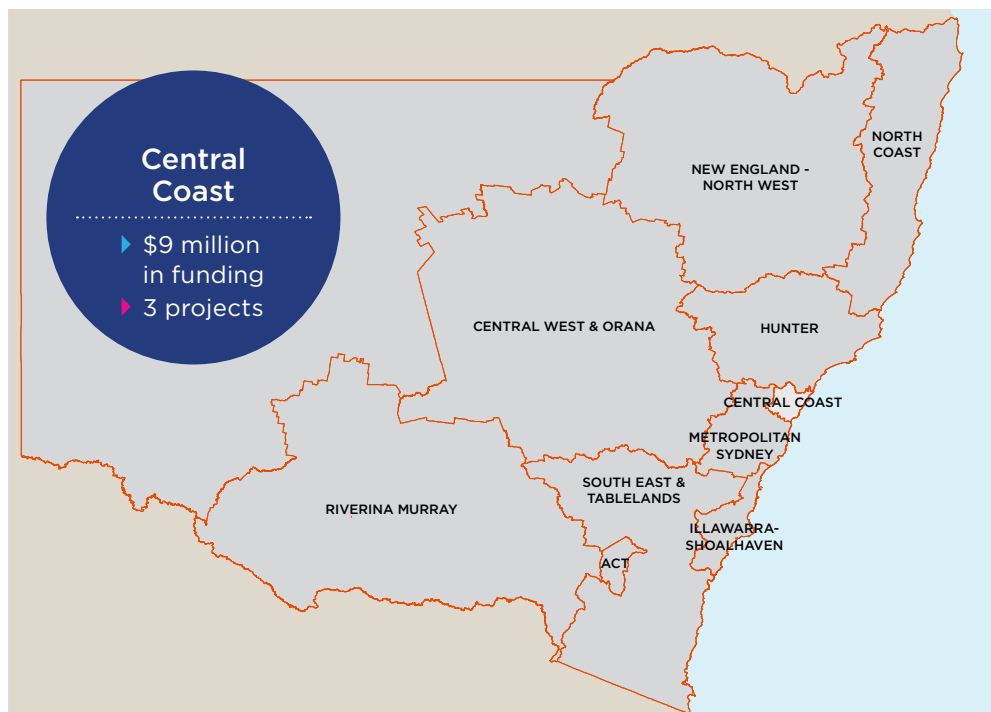 Central
Coast
$9 million
in funding
3 projects
NORTH
COAST
NEW ENGLAND -
NORTH WEST
CENTRAL WEST & ORANA
HUNTER
CENTRAL COAST
METROPOLITAN
SYDNEY
SOUTH EAST &
TABLELANDS
RIVERINA MURRAY
ILLAWARRA-
SHOALHAVEN
ACT